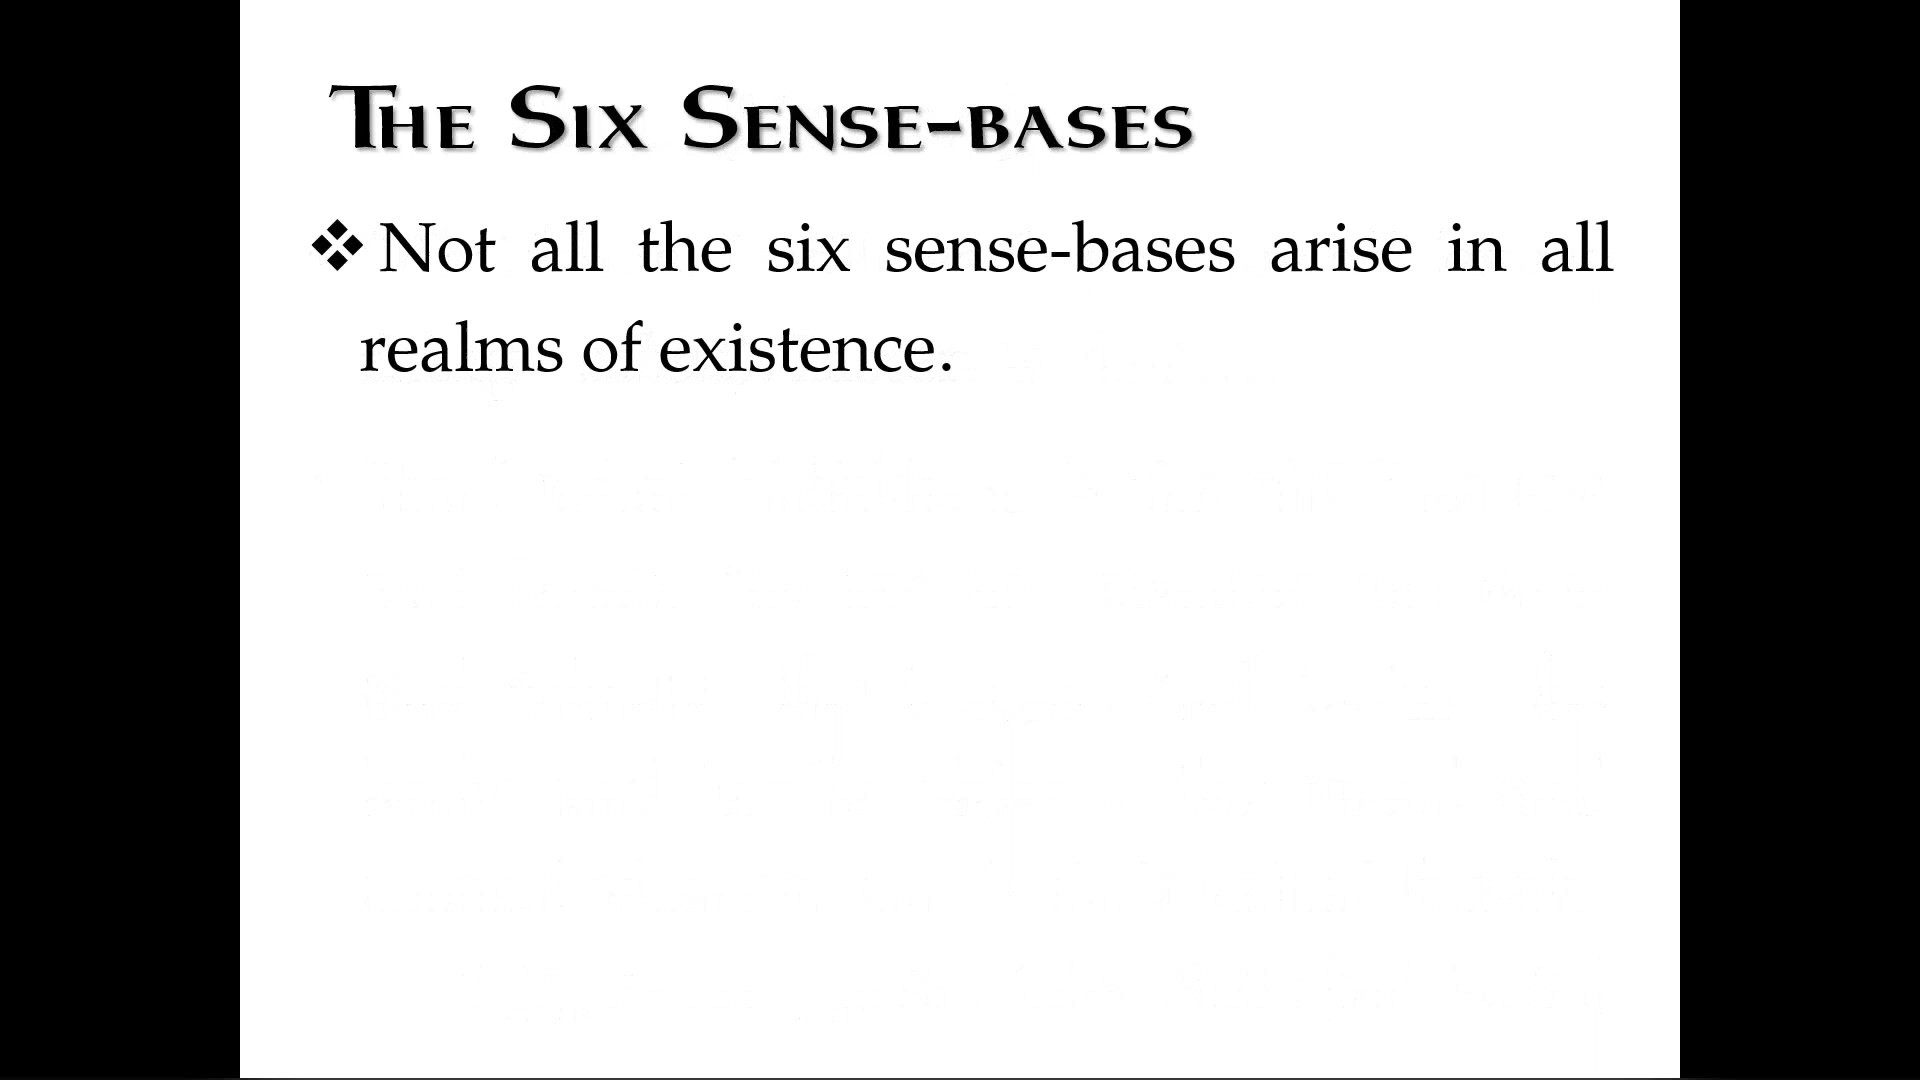 The Six Sense-bases
❖Not all the six sense-bases arise in all
realms of existence.